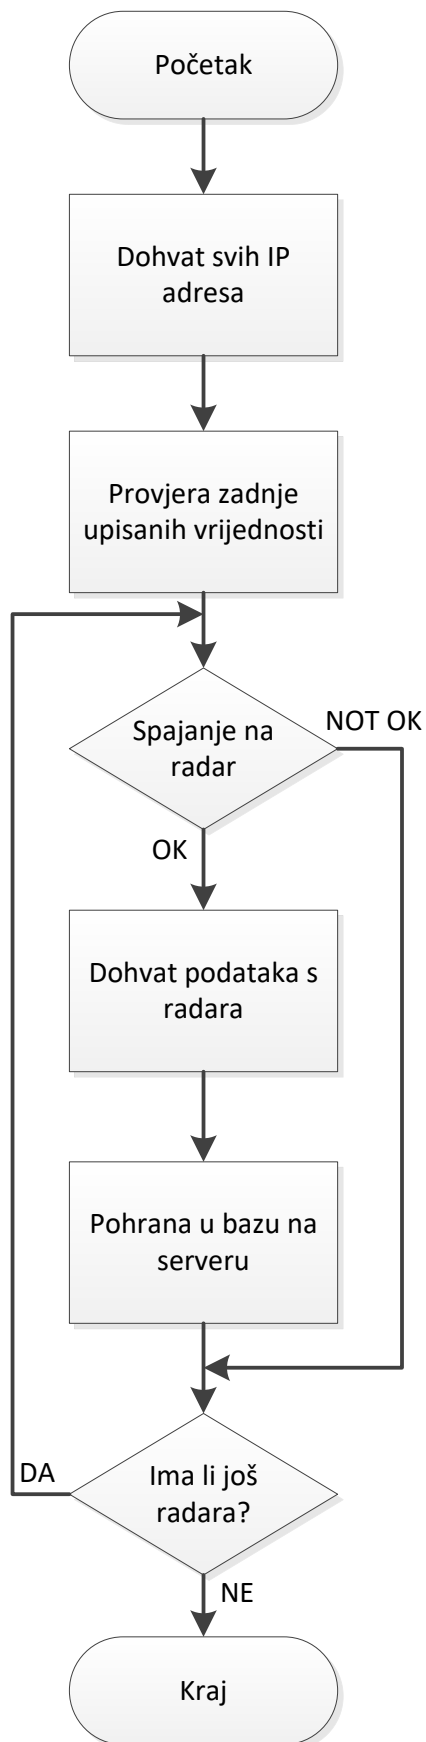 Početak
Dohvat svih IP
adresa
Provjera zadnje
upisanih vrijednosti
Spajanje na
radar
NOT OK
OK
Dohvat podataka s
radara
Pohrana u bazu na
serveru
Ima li još
radara?
DA
NE
Kraj